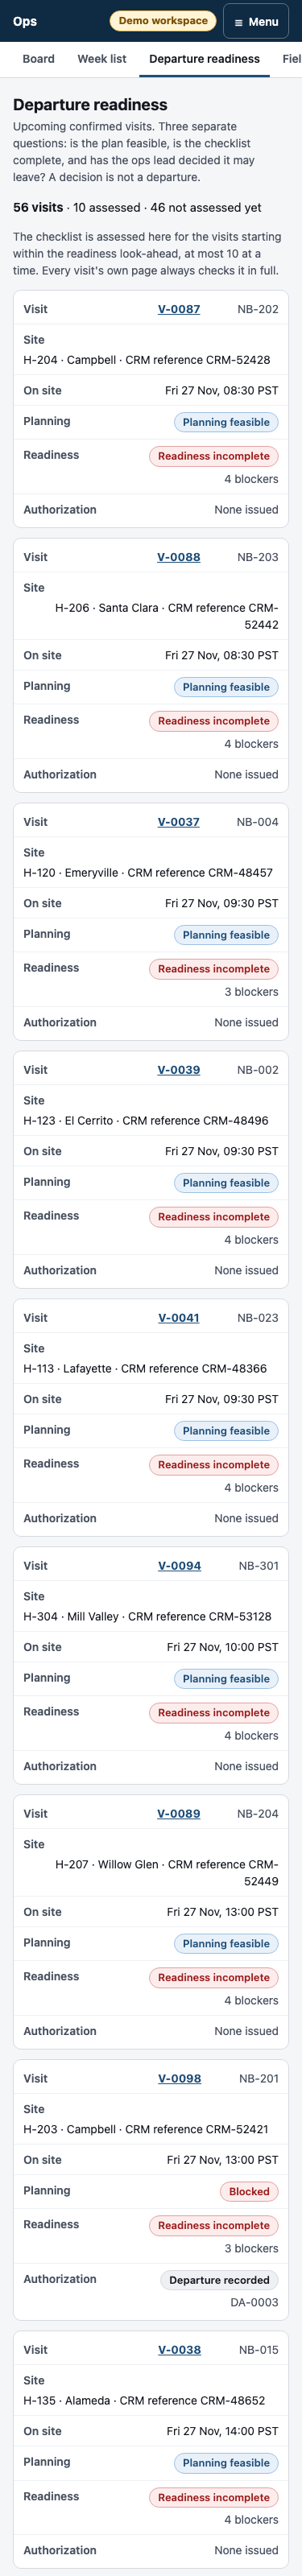 Ops Demo workspace ≡ Menu
Board Week list Departure readiness Fiel
Departure readiness
Upcoming confirmed visits. Three separate
questions: is the plan feasible, is the checklist
complete, and has the ops lead decided it may
leave? A decision is not a departure.
56 visits · 10 assessed · 46 not assessed yet
The checklist is assessed here for the visits starting
within the readiness look-ahead, at most 10 at a
time. Every visit's own page always checks it in full.
Visit V-0087 NB-202
Site
H-204 · Campbell · CRM reference CRM-52428
On site Fri 27 Nov, 08:30 PST
Planning Planning feasible
Readiness Readiness incomplete
4 blockers
Authorization None issued
Visit V-0088 NB-203
Site
H-206 · Santa Clara · CRM reference CRM-
52442
On site Fri 27 Nov, 08:30 PST
Planning Planning feasible
Readiness Readiness incomplete
4 blockers
Authorization None issued
Visit V-0037 NB-004
Site
H-120 · Emeryville · CRM reference CRM-48457
On site Fri 27 Nov, 09:30 PST
Planning Planning feasible
Readiness Readiness incomplete
3 blockers
Authorization None issued
Visit V-0039 NB-002
Site
H-123 · El Cerrito · CRM reference CRM-48496
On site Fri 27 Nov, 09:30 PST
Planning Planning feasible
Readiness Readiness incomplete
4 blockers
Authorization None issued
Visit V-0041 NB-023
Site
H-113 · Lafayette · CRM reference CRM-48366
On site Fri 27 Nov, 09:30 PST
Planning Planning feasible
Readiness Readiness incomplete
4 blockers
Authorization None issued
Visit V-0094 NB-301
Site
H-304 · Mill Valley · CRM reference CRM-53128
On site Fri 27 Nov, 10:00 PST
Planning Planning feasible
Readiness Readiness incomplete
4 blockers
Authorization None issued
Visit V-0089 NB-204
Site
H-207 · Willow Glen · CRM reference CRM-
52449
On site Fri 27 Nov, 13:00 PST
Planning Planning feasible
Readiness Readiness incomplete
4 blockers
Authorization None issued
Visit V-0098 NB-201
Site
H-203 · Campbell · CRM reference CRM-52421
On site Fri 27 Nov, 13:00 PST
Planning Blocked
Readiness Readiness incomplete
3 blockers
Authorization Departure recorded
DA-0003
Visit V-0038 NB-015
Site
H-135 · Alameda · CRM reference CRM-48652
On site Fri 27 Nov, 14:00 PST
Planning Planning feasible
Readiness Readiness incomplete
4 blockers
Authorization None issued